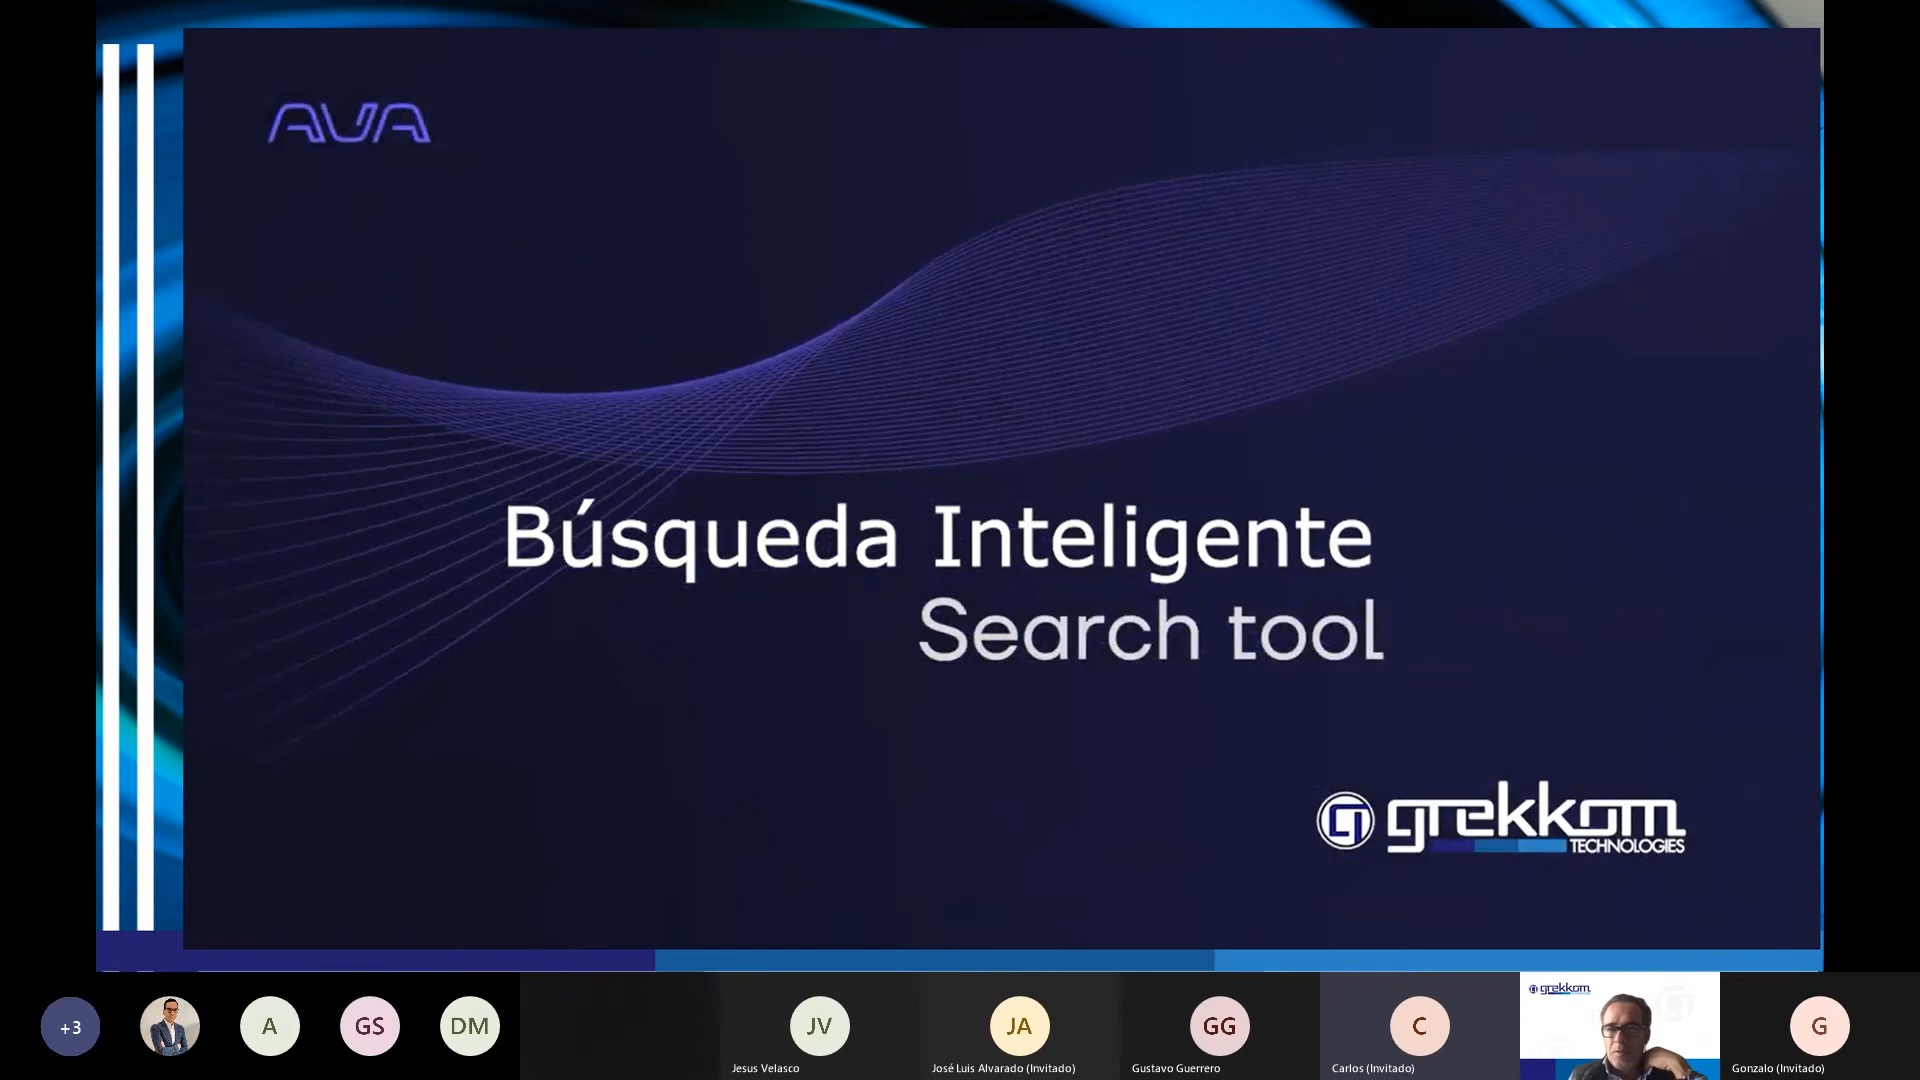 AVA
Búsqueda Inteligente
Search tool
grekkom
TECHNOLOGIES
+3
A
GS
DM
JV
Jesus Velasco
JA
José Luis Alvarado (Invitado)
GG
Gustavo Guerrero
C
Carlos (Invitado)
grekkom
G
Gonzalo (Invitado)